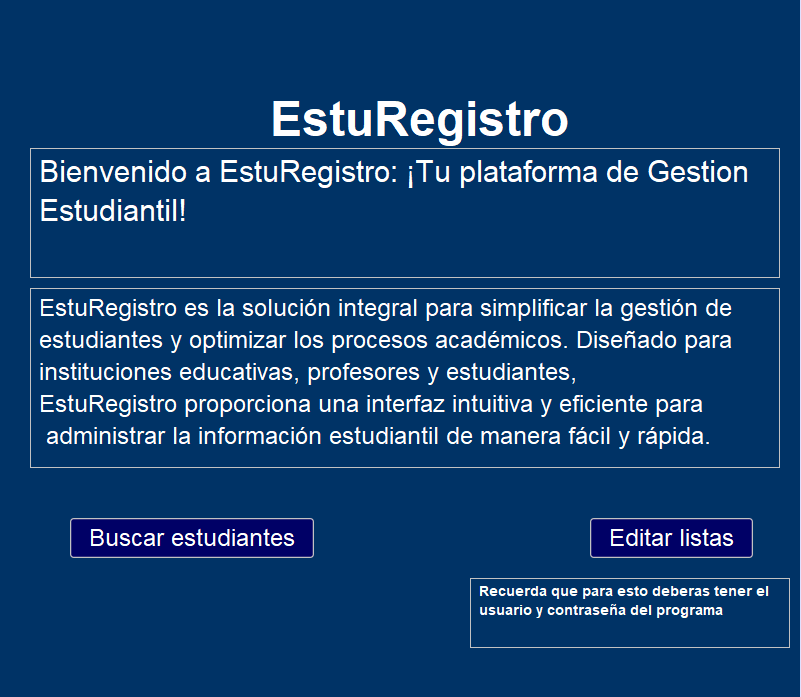 EstuRegistro
Bienvenido a EstuRegistro: ¡Tu plataforma de Gestion
Estudiantil!
EstuRegistro es la solución integral para simplificar la gestión de
estudiantes y optimizar los procesos académicos. Diseñado para
instituciones educativas, profesores y estudiantes,
EstuRegistro proporciona una interfaz intuitiva y eficiente para
administrar la información estudiantil de manera fácil y rápida.
Buscar estudiantes
Editar listas
Recuerda que para esto deberas tener el
usuario y contraseña del programa